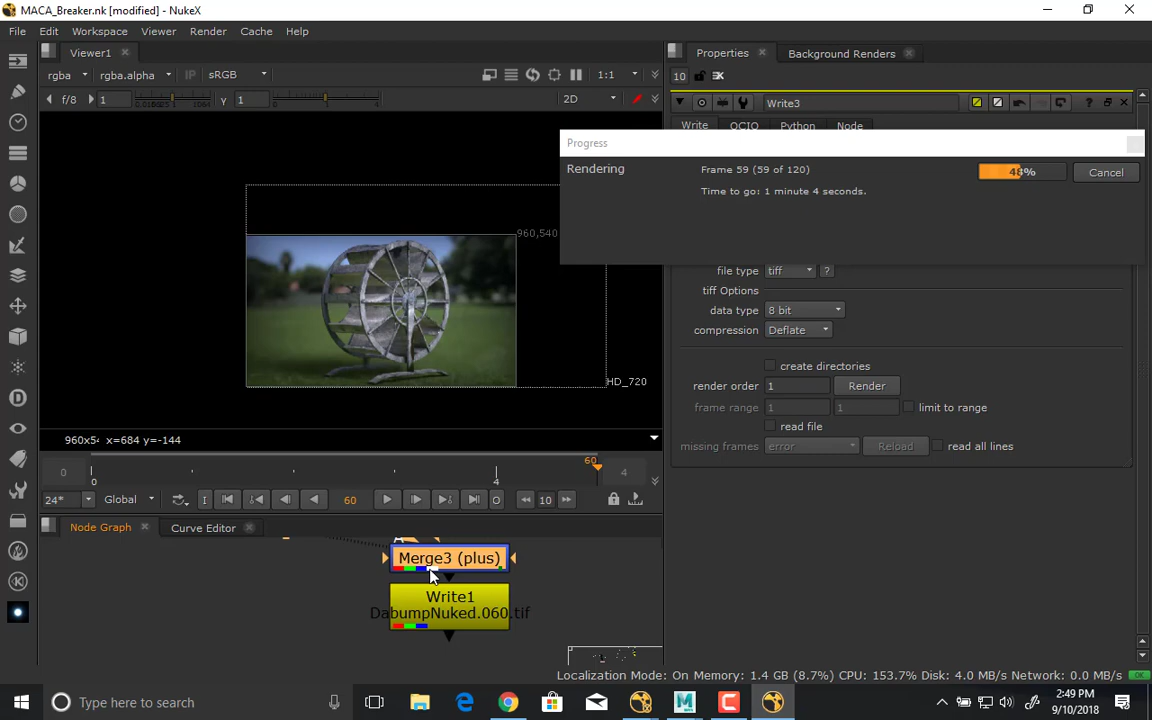 MACA_Breaker.nk [modified] - NukeX
File Edit Workspace Viewer Render Cache Help
Viewer1
Properties Background Renders
rgba rgba.alpha IP sRGB 1:1
10
f/8 1 y 1 2D
Write3
Write OCIO Python Node
Progress
Rendering Frame 59 (59 of 120) 48% Cancel
Time to go: 1 minute 4 seconds.
960,540
HD_720
file type tiff ?
tiff Options
data type 8 bit
compression Deflate
create directories
render order 1 Render
frame range 1 1 limit to range
read file
missing frames error Reload read all lines
x=684 y=-144
0 0 4 60 4
24* Global I 60 O 10
Node Graph Curve Editor
Merge3 (plus)
Write1
DabumpNuked.060.tif
Localization Mode: On Memory: 1.4 GB (8.7%) CPU: 153.7% Disk: 4.0 MB/s Network: 0.0 MB/s OK
Type here to search
2:49 PM
9/10/2018